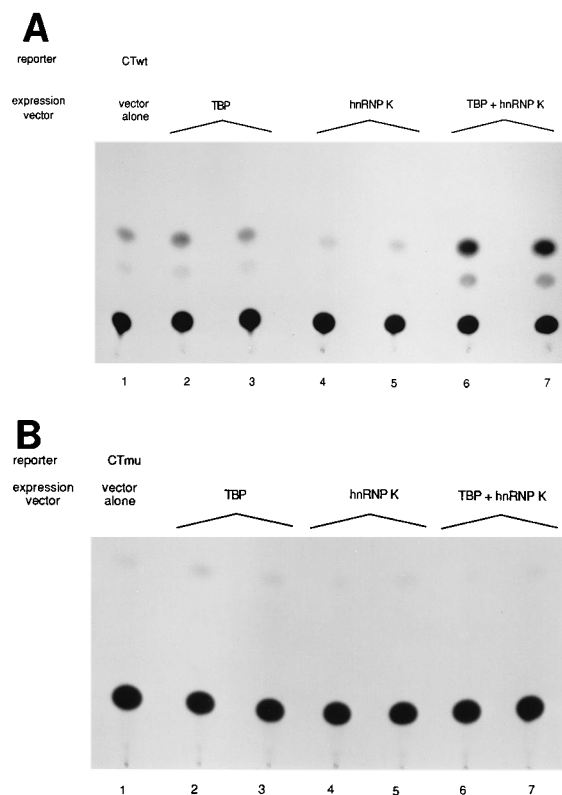 A
reporter CTwt
expression vector TBP hnRNP K TBP + hnRNP K
vector alone
1 2 3 4 5 6 7
B
reporter CTmu
expression vector TBP hnRNP K TBP + hnRNP K
vector alone
1 2 3 4 5 6 7